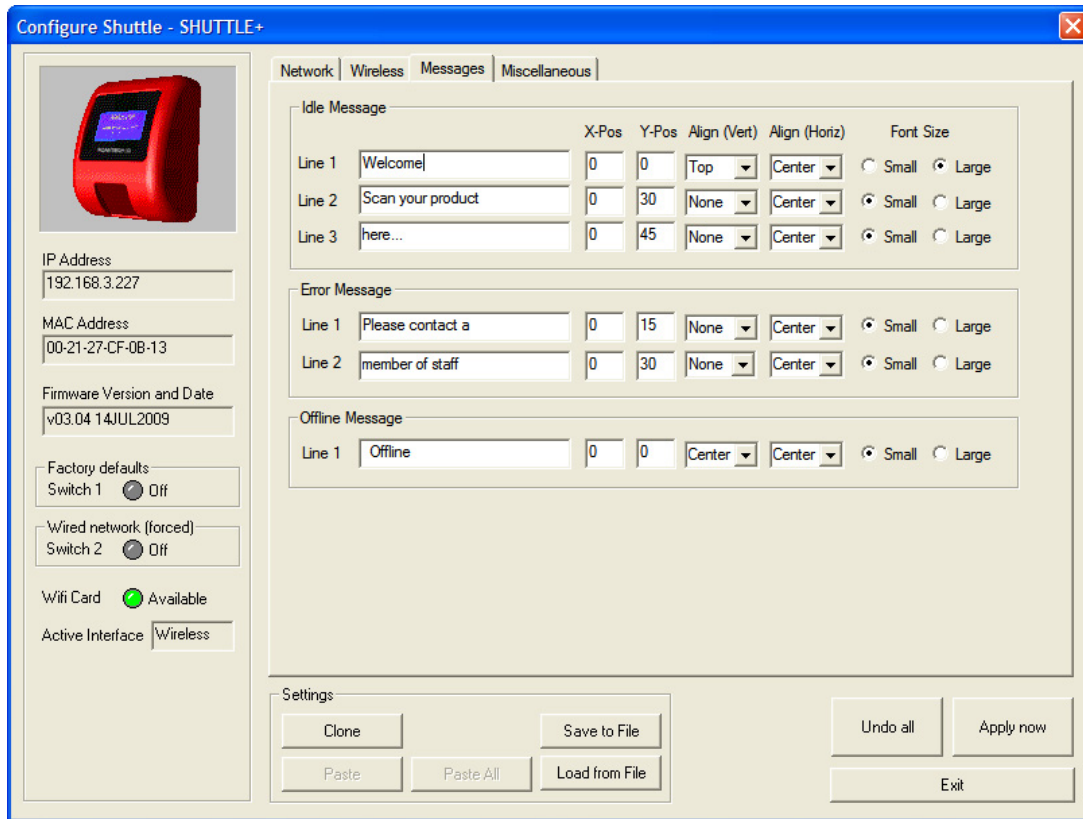 Configure Shuttle - SHUTTLE+
IP Address
192.168.3.227
MAC Address
00-21-27-CF-0B-13
Firmware Version and Date
v03.04 14JUL2009
Factory defaults
Switch 1 Off
Wired network (forced)
Switch 2 Off
Wifi Card Available
Active Interface Wireless
Network Wireless Messages Miscellaneous
Idle Message
X-Pos Y-Pos Align (Vert) Align (Horiz) Font Size
Line 1 Welcome 0 0 Top Center Small Large
Line 2 Scan your product 0 30 None Center Small Large
Line 3 here... 0 45 None Center Small Large
Error Message
Line 1 Please contact a 0 15 None Center Small Large
Line 2 member of staff 0 30 None Center Small Large
Offline Message
Line 1 Offline 0 0 Center Center Small Large
Settings
Clone Save to File
Paste Paste All Load from File
Undo all Apply now
Exit